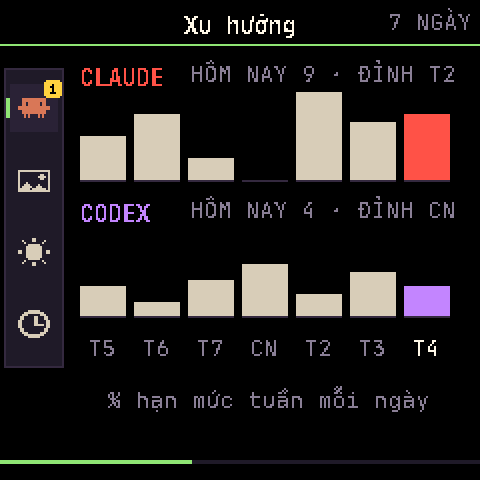 Xu hướng 7 NGÀY
1
CLAUDE HÔM NAY 9 · ĐỈNH T2
CODEX HÔM NAY 4 · ĐỈNH CN
T5 T6 T7 CN T2 T3 T4
% hạn mức tuần mỗi ngày